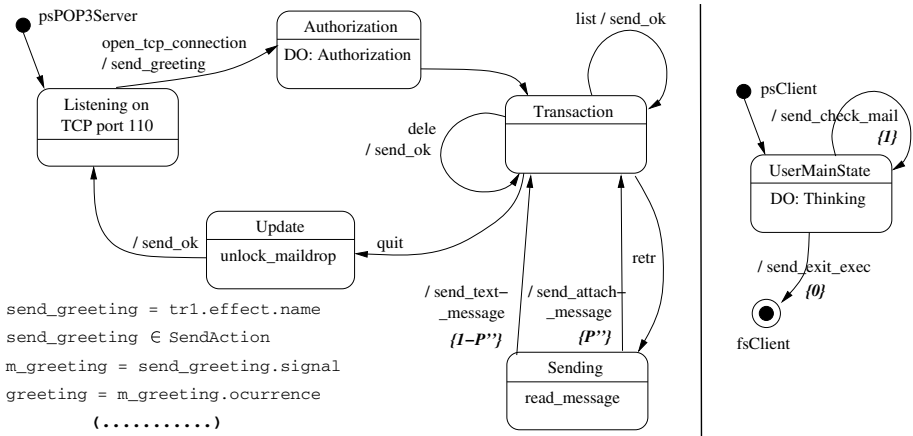 psPOP3Server
open_tcp_connection
/ send_greeting
Listening on
TCP port 110
Authorization
DO: Authorization
list / send_ok
Transaction
dele
/ send_ok
Update
unlock_maildrop
/ send_ok
quit
retr
/ send_text-
_message
{1-P''}
/ send_attach-
_message
{P''}
Sending
read_message
send_greeting = tr1.effect.name
send_greeting ∈ SendAction
m_greeting = send_greeting.signal
greeting = m_greeting.ocurrence
(...........)
psClient
/ send_check_mail
{1}
UserMainState
DO: Thinking
/ send_exit_exec
{0}
fsClient